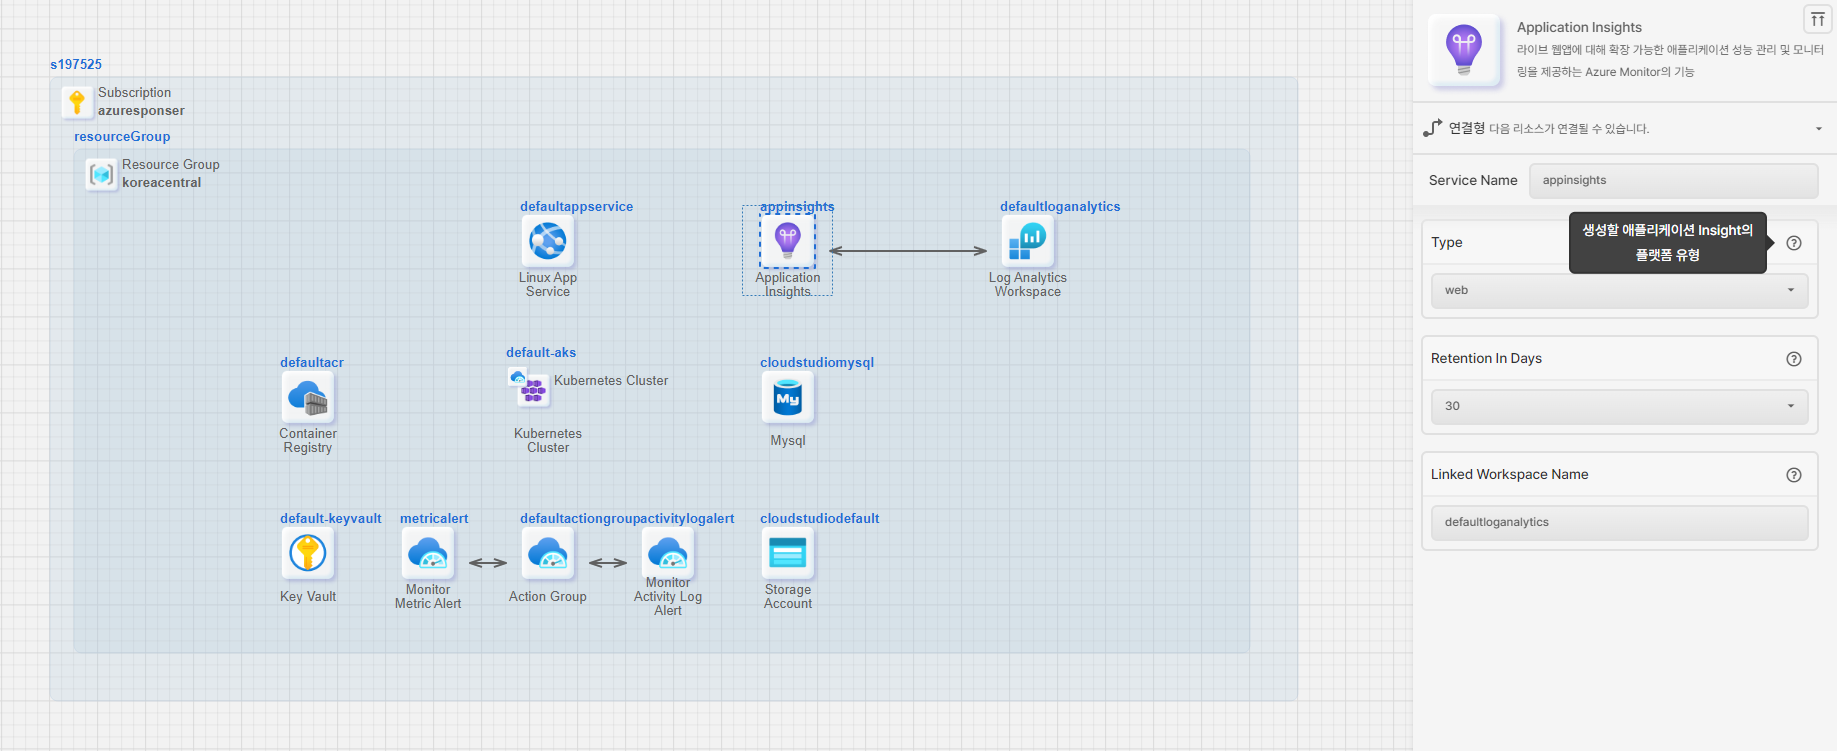 s197525
Subscription
azuresponser
resourceGroup
Resource Group
koreacentral
defaultappservice
Linux App
Service
appinsights
Application
Insights
defaultloganalytics
Log Analytics
Workspace
defaultacr
Container
Registry
default-aks
Kubernetes Cluster
Kubernetes
Cluster
cloudstudiomysql
My
Mysql
default-keyvault
Key Vault
metricalert
Monitor
Metric Alert
defaultactiongroup
Action Group
activitylogalert
Monitor
Activity Log
Alert
cloudstudiodefault
Storage
Account
Application Insights
라이브 웹앱에 대해 확장 가능한 애플리케이션 성능 관리 및 모니터
링을 제공하는 Azure Monitor의 기능
연결형 다음 리소스가 연결될 수 있습니다.
Service Name
appinsights
Type
생성할 애플리케이션 Insight의
플랫폼 유형
web
Retention In Days
30
Linked Workspace Name
defaultloganalytics